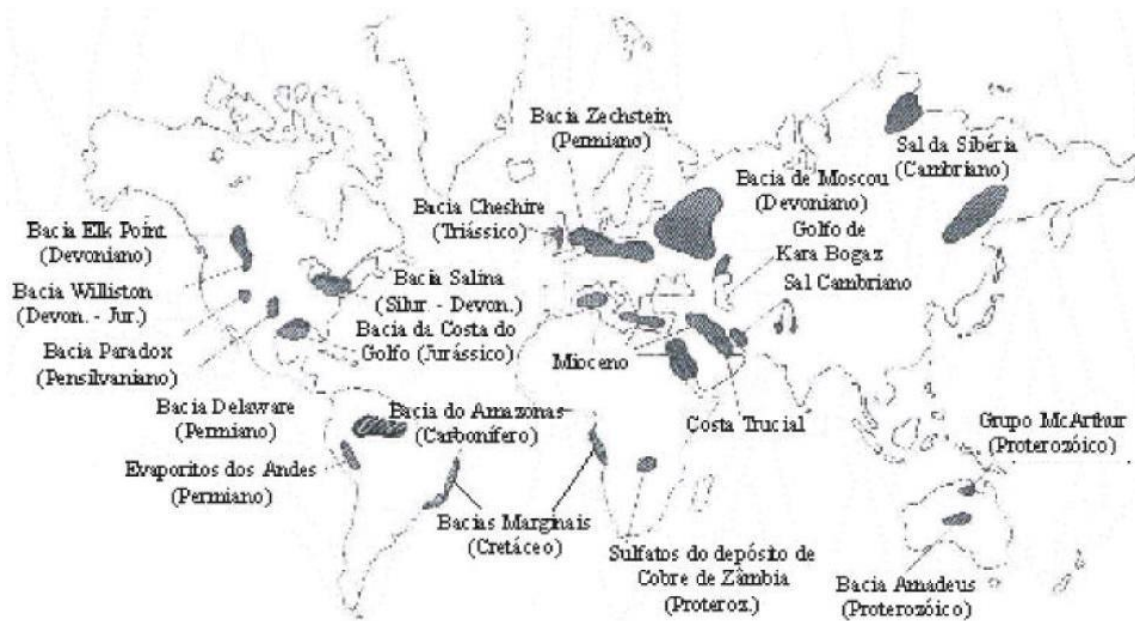 Bacia Zechstein
(Permiano)
Sal da Sibéria
(Cambriano)
Bacia de Moscou
(Devoniano)
Bacia Cheshire
(Triássico)
Golfo de
Kara Bogaz
Sal Cambriano
Bacia Elk Point
(Devoniano)
Bacia Williston
(Devon. - Jur.)
Bacia Salina
(Silur. - Devon.)
Bacia da Costa do
Golfo (Jurássico)
Bacia Paradox
(Pensilvaniano)
Mioceno
Bacia Delaware
(Permiano)
Bacia do Amazonas
(Carbonífero)
Costa Trucial
Grupo McArthur
(Proterozóico)
Evaporitos dos Andes
(Permiano)
Bacias Marginais
(Cretáceo)
Sulfatos do depósito de
Cobre de Zâmbia
(Proteroz.)
Bacia Amadeus
(Proterozóico)